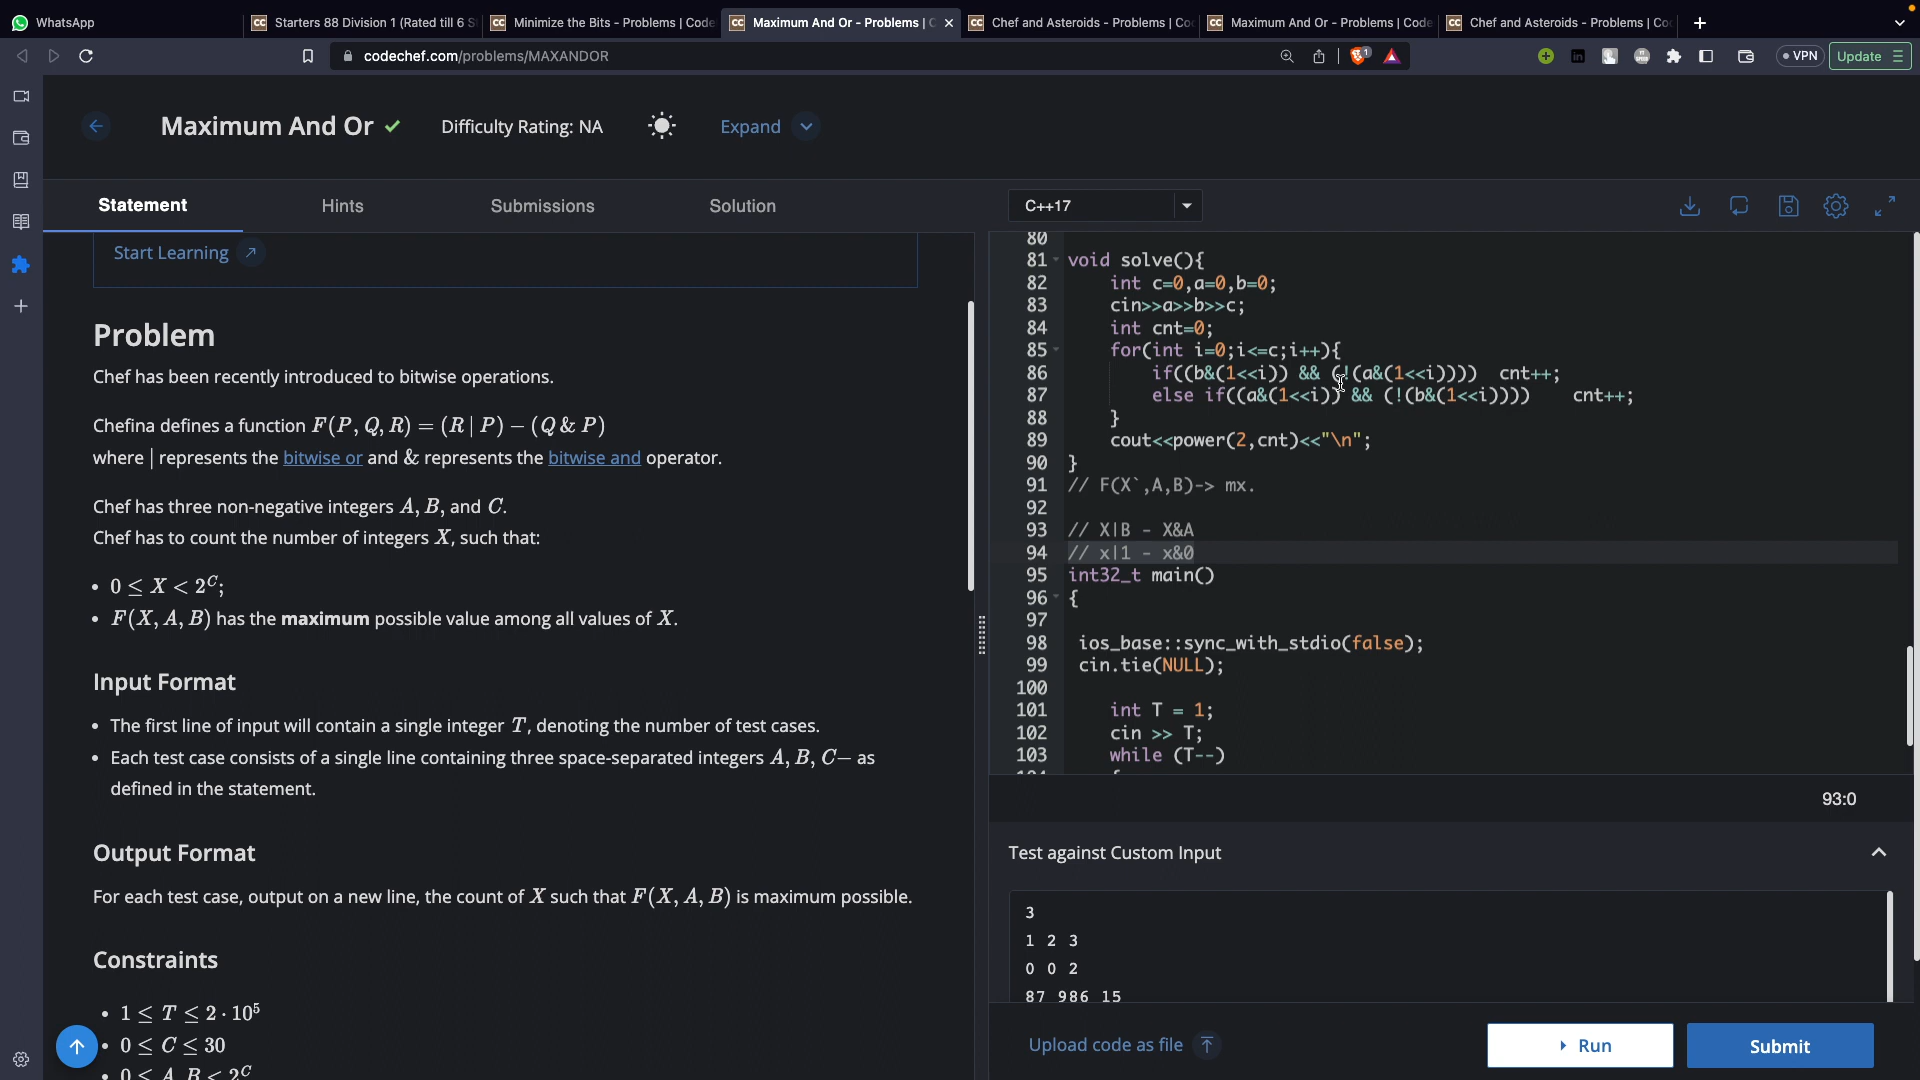 WhatsApp
CC Starters 88 Division 1 (Rated till 6 S
CC Minimize the Bits - Problems | Code
CC Maximum And Or - Problems | C
CC Chef and Asteroids - Problems | Co
CC Maximum And Or - Problems | Code
CC Chef and Asteroids - Problems | Co
codechef.com/problems/MAXANDOR
1
VPN
Update
Maximum And Or
Difficulty Rating: NA
Expand
Statement
Hints
Submissions
Solution
Start Learning
Problem
Chef has been recently introduced to bitwise operations.
Chefina defines a function F(P, Q, R) = (R | P) − (Q & P)
where | represents the bitwise or and & represents the bitwise and operator.
Chef has three non-negative integers A, B, and C.
Chef has to count the number of integers X, such that:
• 0 ≤ X < 2^C;
• F(X, A, B) has the maximum possible value among all values of X.
Input Format
• The first line of input will contain a single integer T, denoting the number of test cases.
• Each test case consists of a single line containing three space-separated integers A, B, C− as
defined in the statement.
Output Format
For each test case, output on a new line, the count of X such that F(X, A, B) is maximum possible.
Constraints
• 1 ≤ T ≤ 2 · 10^5
• 0 ≤ C ≤ 30
• 0 ≤ A, B < 2^C
C++17
80
81 void solve(){
82 int c=0,a=0,b=0;
83 cin>>a>>b>>c;
84 int cnt=0;
85 for(int i=0;i<=c;i++){
86 if((b&(1<<i)) && (!(a&(1<<i)))) cnt++;
87 else if((a&(1<<i)) && (!(b&(1<<i)))) cnt++;
88 }
89 cout<<power(2,cnt)<<"\n";
90 }
91 // F(X`,A,B)-> mx.
92
93 // X|B - X&A
94 // x|1 - x&0
95 int32_t main()
96 {
97
98 ios_base::sync_with_stdio(false);
99 cin.tie(NULL);
100
101 int T = 1;
102 cin >> T;
103 while (T--)
104 {
93:0
Test against Custom Input
3
1 2 3
0 0 2
87 986 15
Upload code as file
Run
Submit